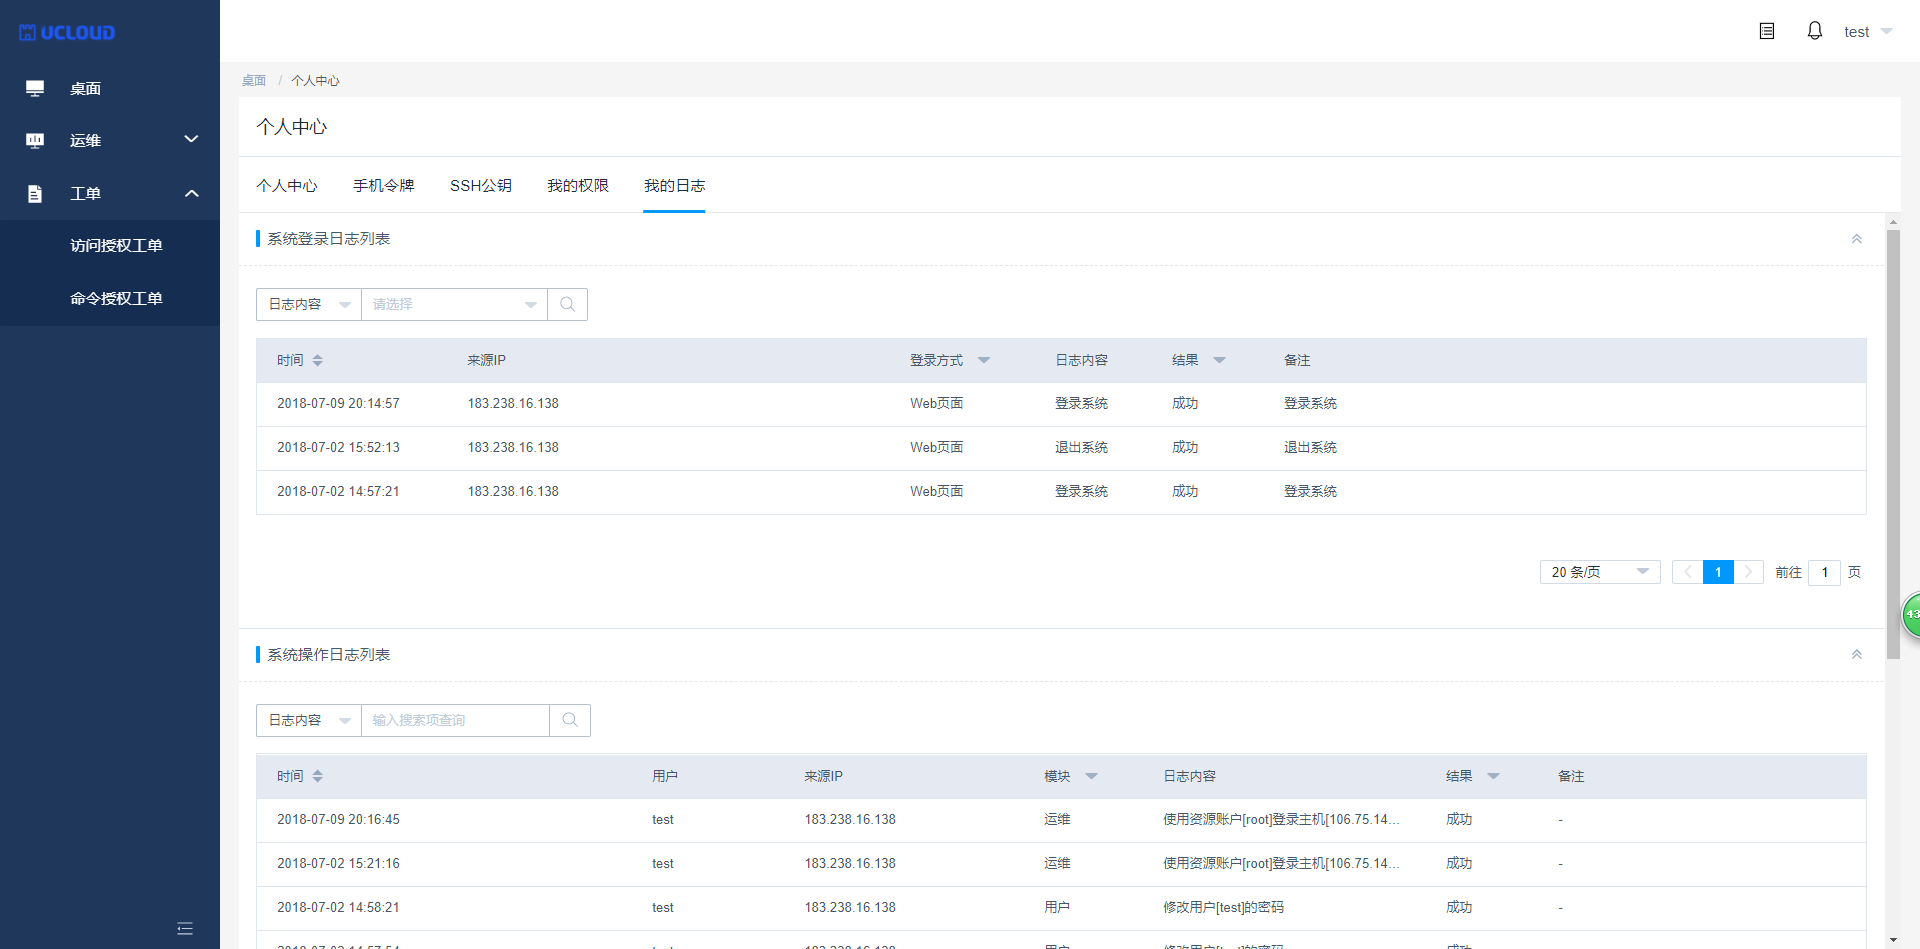 UCLOUD
test
桌面
运维
工单
访问授权工单
命令授权工单
桌面 / 个人中心
个人中心
个人中心 手机令牌 SSH公钥 我的权限 我的日志
系统登录日志列表
日志内容 请选择
时间 来源IP 登录方式 日志内容 结果 备注
2018-07-09 20:14:57 183.238.16.138 Web页面 登录系统 成功 登录系统
2018-07-02 15:52:13 183.238.16.138 Web页面 退出系统 成功 退出系统
2018-07-02 14:57:21 183.238.16.138 Web页面 登录系统 成功 登录系统
20 条/页 1 前往 1 页
43
系统操作日志列表
日志内容 输入搜索项查询
时间 用户 来源IP 模块 日志内容 结果 备注
2018-07-09 20:16:45 test 183.238.16.138 运维 使用资源账户[root]登录主机[106.75.14... 成功 -
2018-07-02 15:21:16 test 183.238.16.138 运维 使用资源账户[root]登录主机[106.75.14... 成功 -
2018-07-02 14:58:21 test 183.238.16.138 用户 修改用户[test]的密码 成功 -